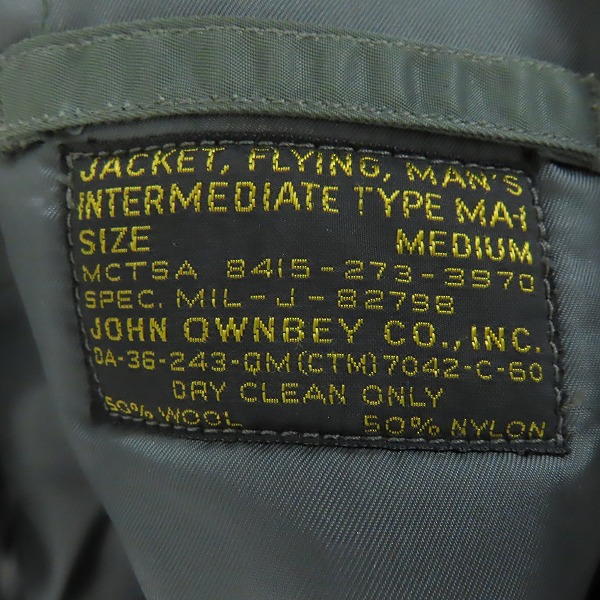 JACKET, FLYING, MAN'S
INTERMEDIATE TYPE MA-1
SIZE MEDIUM
MCTSA 8415-273-3970
SPEC. MIL-J-82798
JOHN OWNBEY CO., INC.
DA-36-243-QM(CTM)7042-C-60
DRY CLEAN ONLY
50% WOOL 50% NYLON